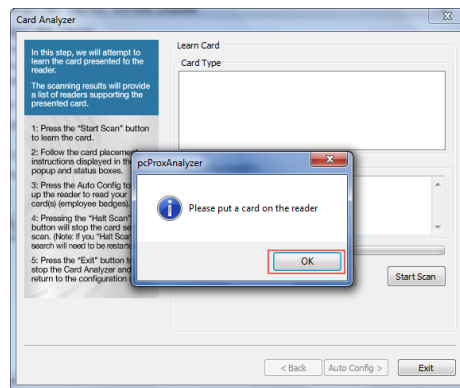 Card Analyzer
In this step, we will attempt to
learn the card presented to the
reader.
The scanning results will provide
a list of readers supporting the
presented card.
1: Press the "Start Scan" button
to learn the card.
2: Follow the card placement
instructions displayed in the
popup and status boxes.
3: Press the Auto Config to
up the reader to read your
card(s) (employee badges).
4: Pressing the "Halt Scan"
button will stop the card
scan. (Note: If you "Halt Scan
search will need to be
5: Press the "Exit" button
stop the Card Analyzer and
return to the configuration
Learn Card
Card Type
pcProxAnalyzer
Please put a card on the reader
OK
Start Scan
< Back
Auto Config >
Exit